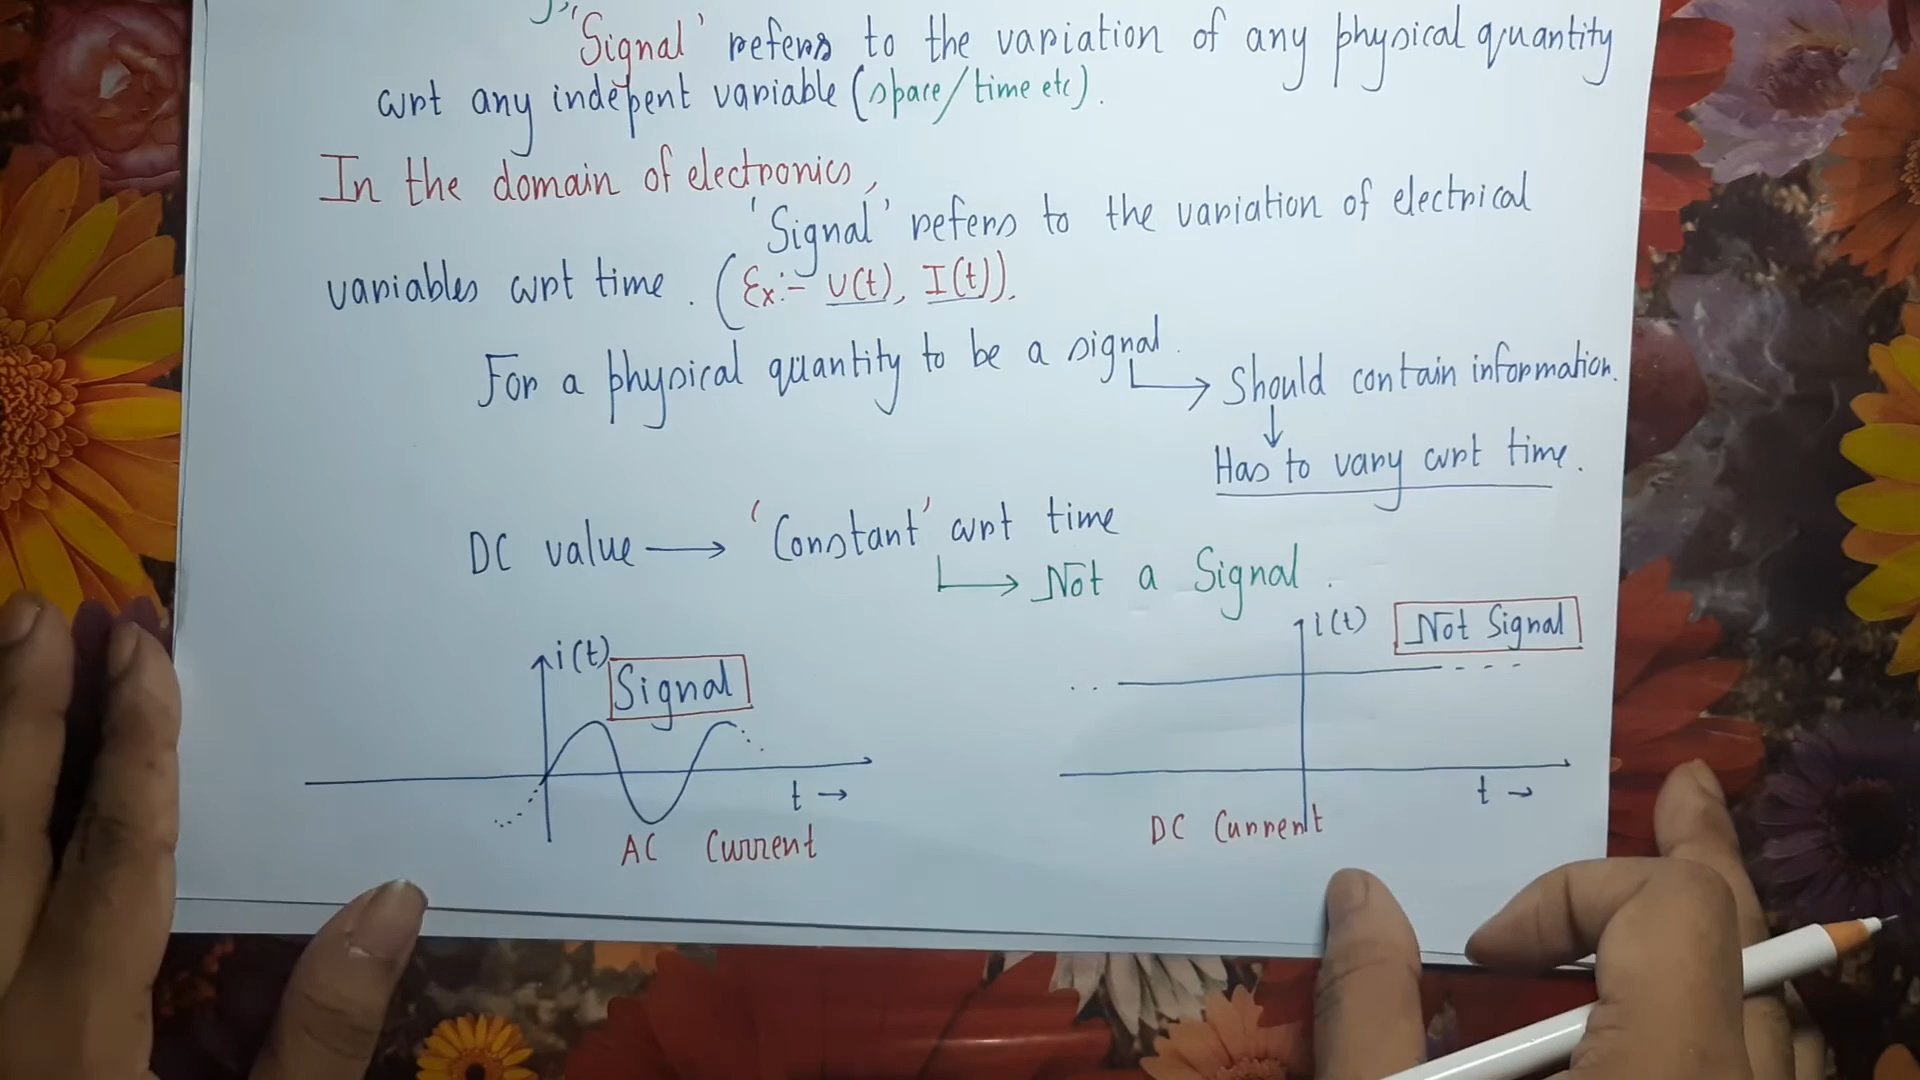 'Signal' refers to the variation of any physical quantity
wrt any indepent variable (space/time etc).
In the domain of electronics,
'Signal' refers to the variation of electrical
variables wrt time. (Ex:- V(t), I(t)).
For a physical quantity to be a signal.
Should contain information.
Has to vary wrt time.
DC value → 'Constant' wrt time
Not a Signal.
i(t)
Signal
t →
AC Current
i(t)
Not Signal
t →
DC Current